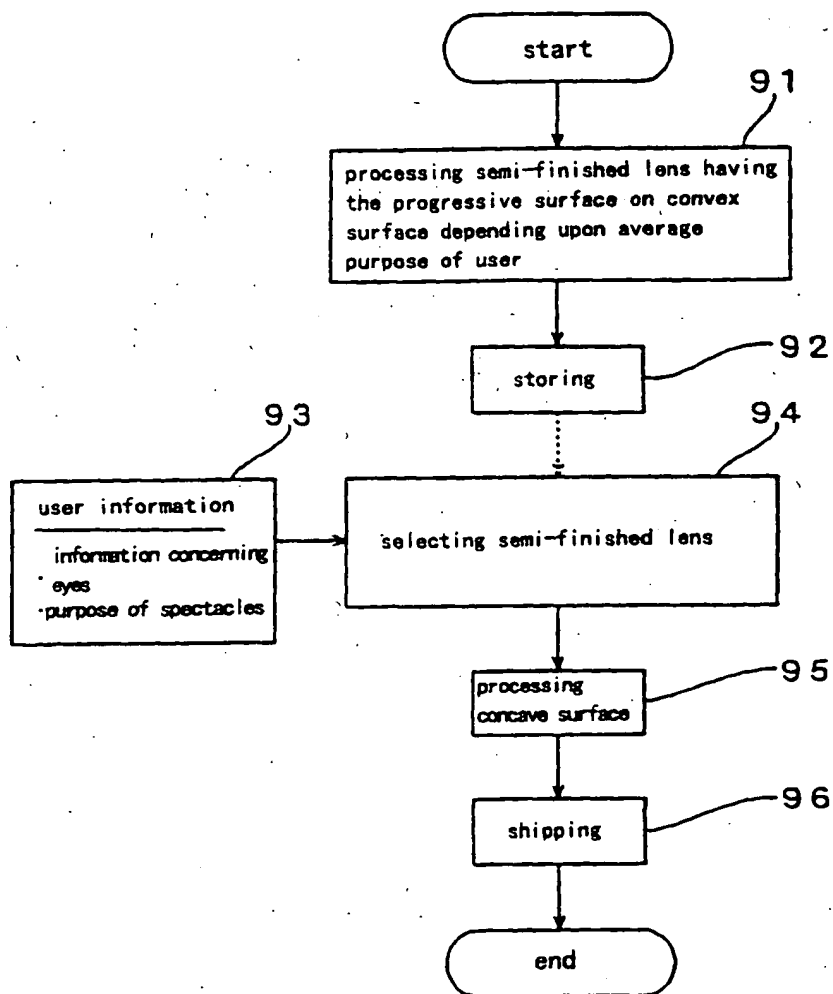 start
91
processing semi-finished lens having
the progressive surface on convex
surface depending upon average
purpose of user
92
storing
93
94
user information
information concerning
· eyes
·purpose of spectacles
selecting semi-finished lens
95
processing
concave surface
96
shipping
end